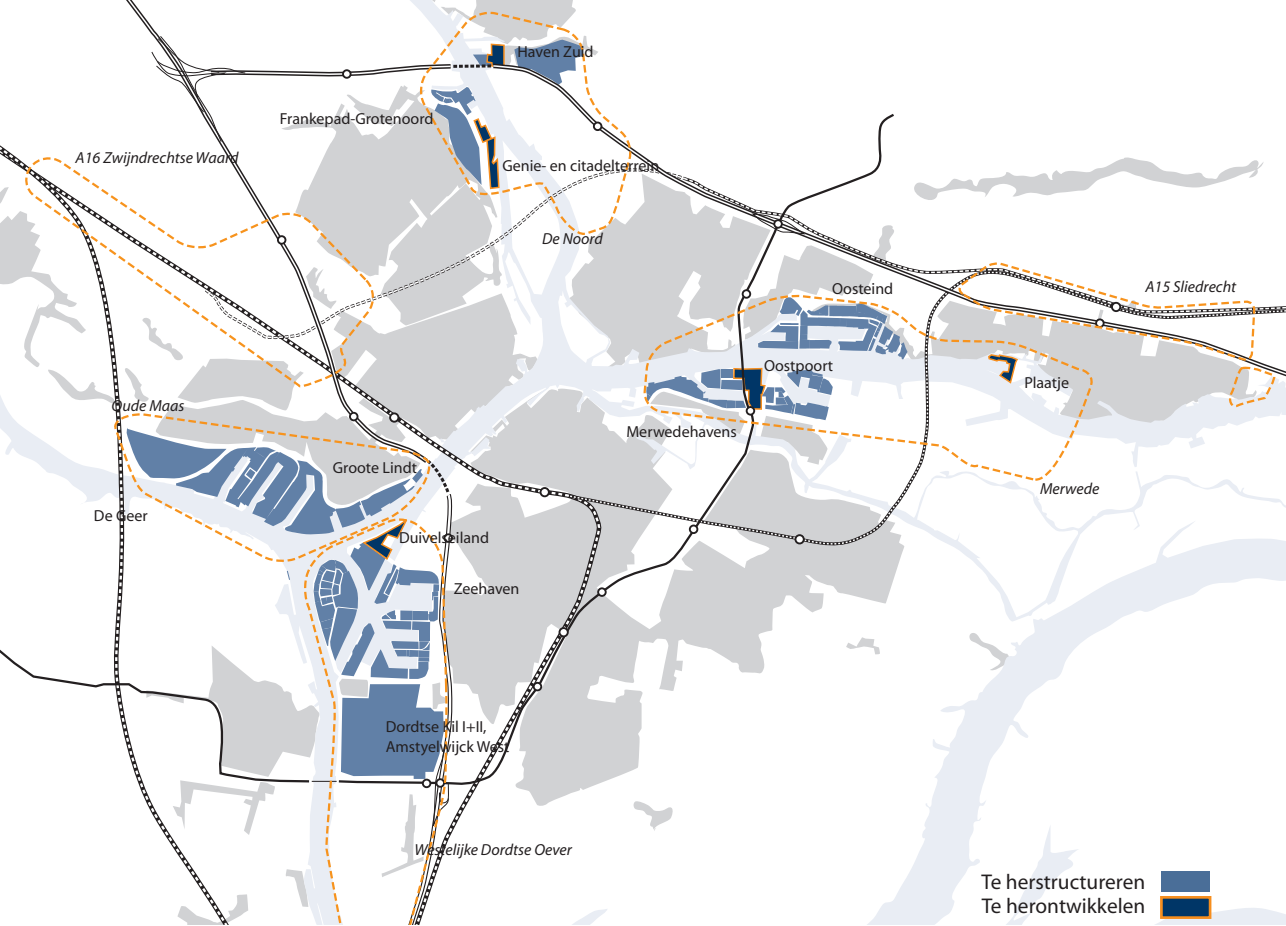 Haven Zuid
Frankepad-Grotenoord
A16 Zwijndrechtse Waard
Genie- en citadelterrein
De Noord
Oosteind
A15 Sliedrecht
Oostpoort
Plaatje
Oude Maas
Merwedehavens
Groote Lindt
Merwede
De Geer
Duivelseiland
Zeehaven
Dordtse Kil I+II,
Amstyelwijck West
Westelijke Dordtse Oever
Te herstructureren
Te herontwikkelen